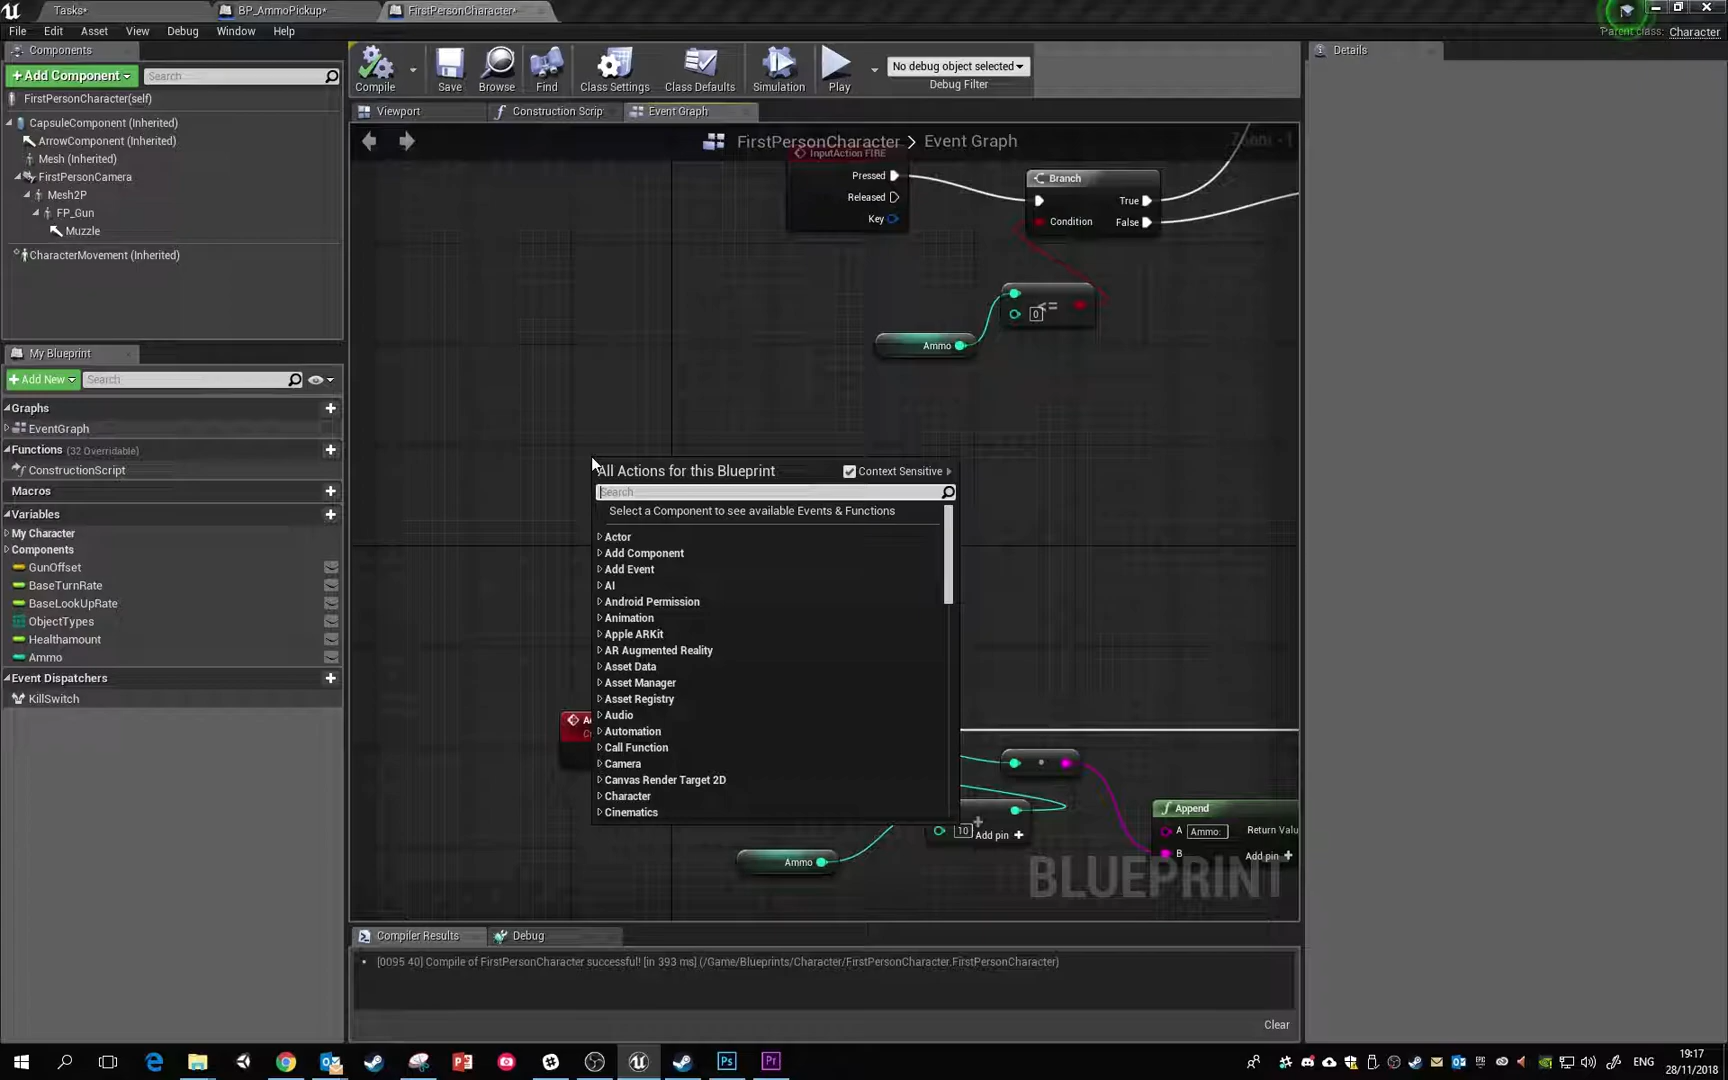 Tasks*
BP_AmmoPickup*
FirstPersonCharacter*
File Edit Asset View Debug Window Help
Parent class: Character
Components
+Add Component
Search
FirstPersonCharacter(self)
CapsuleComponent (Inherited)
ArrowComponent (Inherited)
Mesh (Inherited)
FirstPersonCamera
Mesh2P
FP_Gun
Muzzle
CharacterMovement (Inherited)
My Blueprint
+Add New
Search
Graphs
EventGraph
Functions (32 Overridable)
ConstructionScript
Macros
Variables
My Character
Components
GunOffset
BaseTurnRate
BaseLookUpRate
ObjectTypes
Healthamount
Ammo
Event Dispatchers
KillSwitch
Compile
Save
Browse
Find
Class Settings
Class Defaults
Simulation
Play
No debug object selected
Debug Filter
Viewport
Construction Scrip
Event Graph
FirstPersonCharacter > Event Graph
Zoom -1
InputAction FIRE
Pressed
Released
Key
Branch
True
Condition
False
<=
0
Ammo
All Actions for this Blueprint
Context Sensitive
Search
Select a Component to see available Events & Functions
Actor
Add Component
Add Event
AI
Android Permission
Animation
Apple ARKit
AR Augmented Reality
Asset Data
Asset Manager
Asset Registry
Audio
Automation
Call Function
Camera
Canvas Render Target 2D
Character
Cinematics
+
10
Add pin +
Ammo
Append
A Ammo:
Return Valu
B
Add pin +
BLUEPRINT
Compiler Results
Debug
[0095 40] Compile of FirstPersonCharacter successful! [in 393 ms] (/Game/Blueprints/Character/FirstPersonCharacter.FirstPersonCharacter)
Clear
Details
Ps
Pr
ENG
19:17
28/11/2018